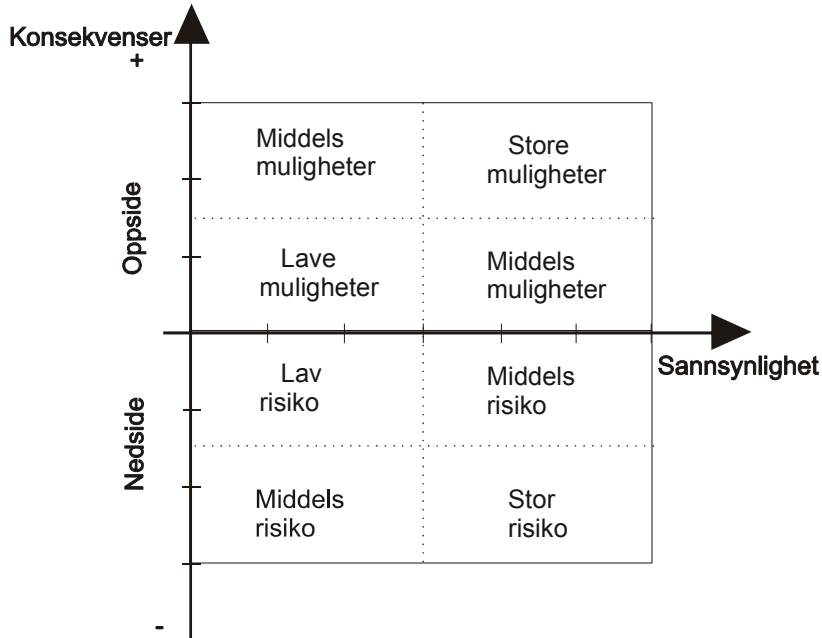 Konsekvenser
+
Middels
muligheter
Store
muligheter
Oppside
Lave
muligheter
Middels
muligheter
Sannsynlighet
Lav
risiko
Middels
risiko
Nedside
Middels
risiko
Stor
risiko
-